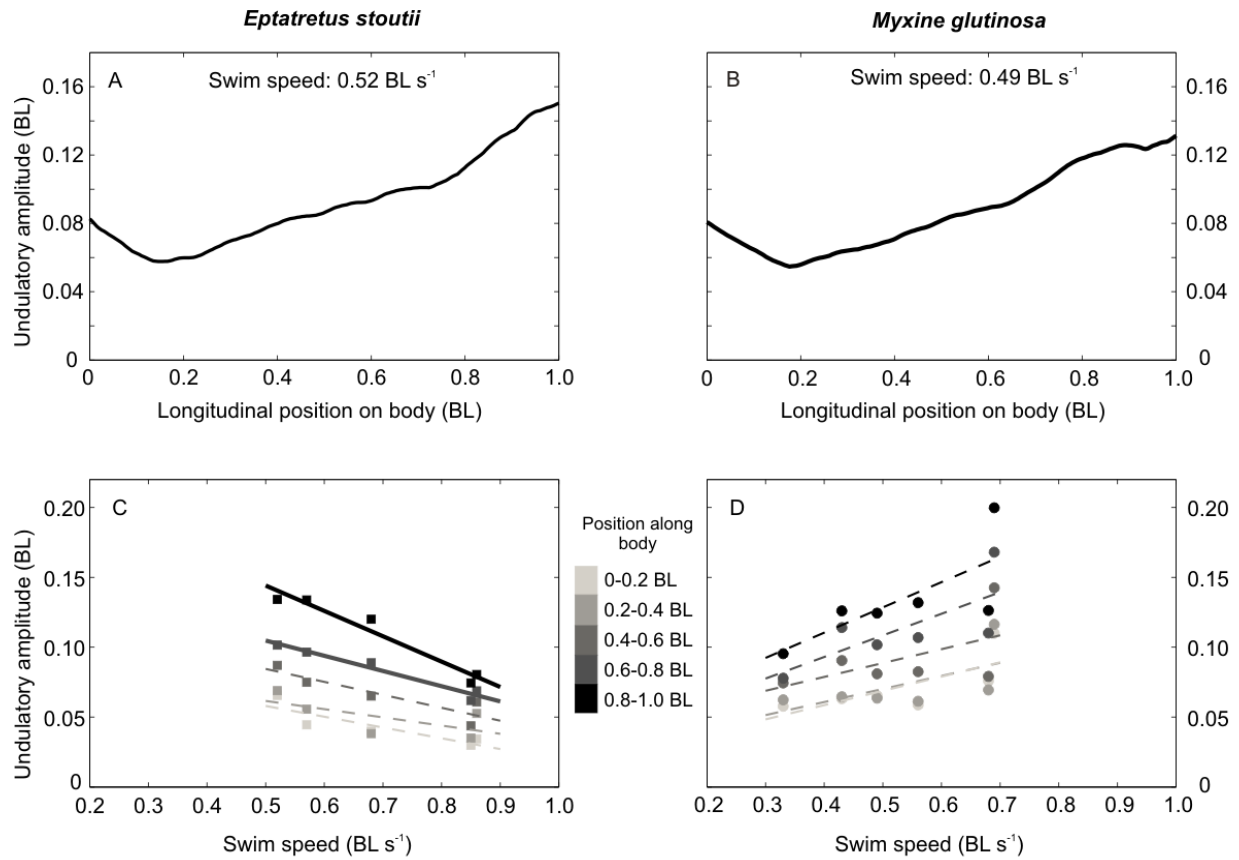 Eptatretus stoutii
Myxine glutinosa
A
Swim speed: 0.52 BL s⁻¹
B
Swim speed: 0.49 BL s⁻¹
Undulatory amplitude (BL)
0.16
0.12
0.08
0.04
0
0.16
0.12
0.08
0.04
0
0 0.2 0.4 0.6 0.8 1.0
0 0.2 0.4 0.6 0.8 1.0
Longitudinal position on body (BL)
Longitudinal position on body (BL)
C
D
Undulatory amplitude (BL)
0.20
0.15
0.10
0.05
0
Position along
body
0-0.2 BL
0.2-0.4 BL
0.4-0.6 BL
0.6-0.8 BL
0.8-1.0 BL
0.20
0.15
0.10
0.05
0
0.2 0.3 0.4 0.5 0.6 0.7 0.8 0.9 1.0
0.2 0.3 0.4 0.5 0.6 0.7 0.8 0.9 1.0
Swim speed (BL s⁻¹)
Swim speed (BL s⁻¹)